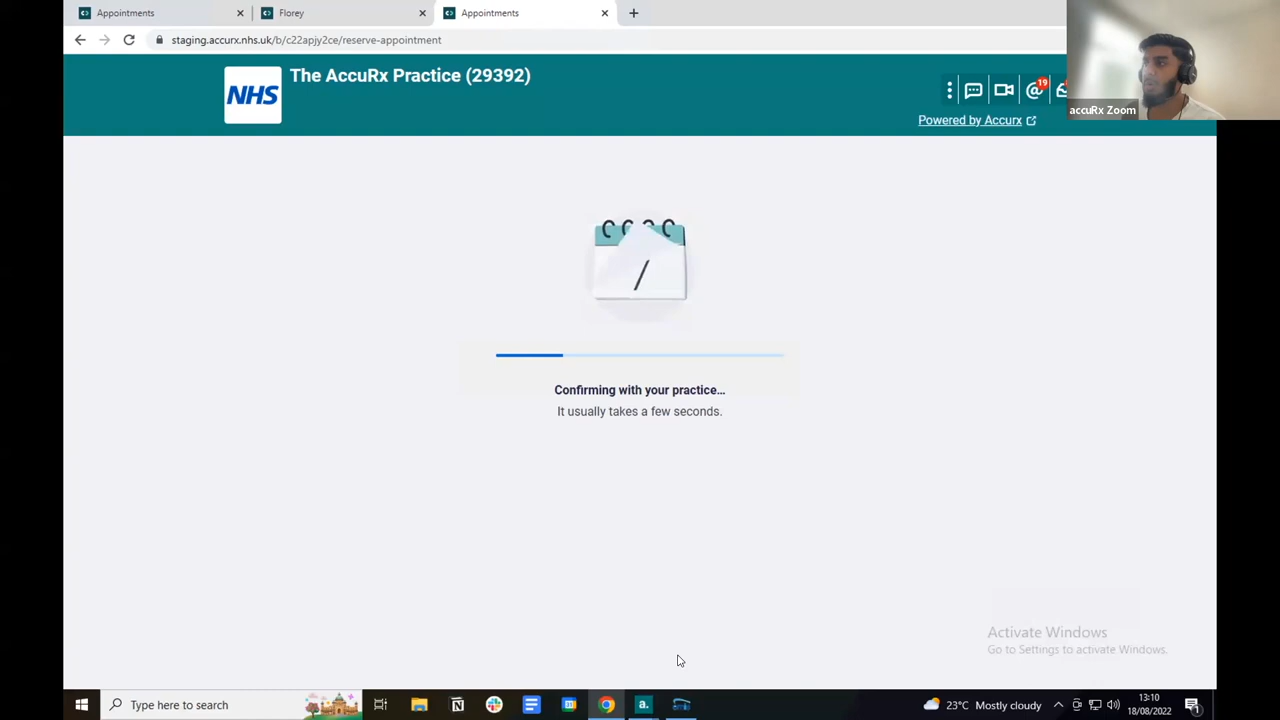 Appointments
Florey
Appointments
staging.accurx.nhs.uk/b/c22apjy2ce/reserve-appointment
NHS
The AccuRx Practice (29392)
19
Powered by Accurx
accuRx Zoom
Confirming with your practice…
It usually takes a few seconds.
Activate Windows
Go to Settings to activate Windows.
Type here to search
a.
23°C Mostly cloudy
13:10
18/08/2022
1